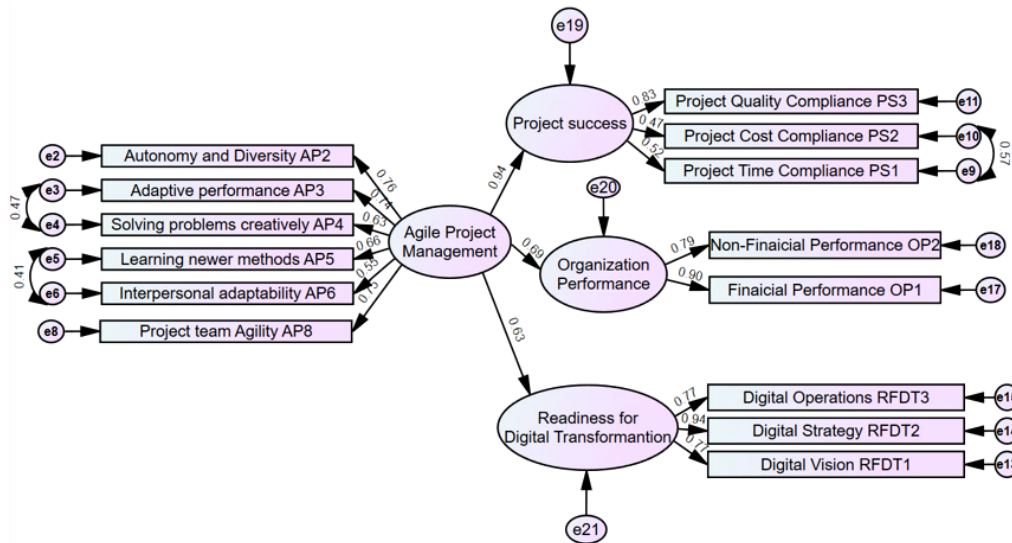 e19
Project success
0.83
Project Quality Compliance PS3
e11
0.47
Project Cost Compliance PS2
e10
0.52
Project Time Compliance PS1
e9
0.57
e2
Autonomy and Diversity AP2
0.76
e3
Adaptive performance AP3
0.74
0.47
e4
Solving problems creatively AP4
0.63
e5
Learning newer methods AP5
0.66
0.41
e6
Interpersonal adaptability AP6
0.55
e8
Project team Agility AP8
0.75
Agile Project
Management
0.94
0.69
0.63
e20
Organization
Performance
0.79
Non-Finaicial Performance OP2
e18
0.90
Finaicial Performance OP1
e17
Readiness for
Digital Transformantion
0.77
Digital Operations RFDT3
0.94
Digital Strategy RFDT2
0.77
Digital Vision RFDT1
e21